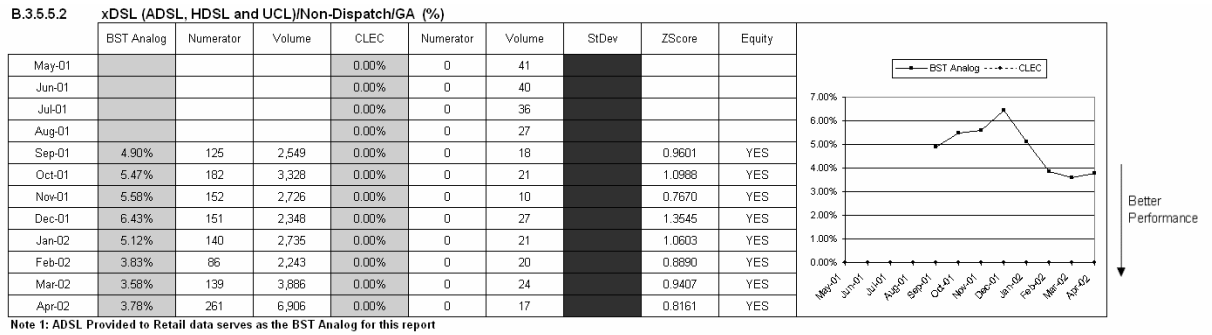 B.3.5.5.2 xDSL (ADSL, HDSL and UCL)/Non-Dispatch/GA (%)
BST Analog Numerator Volume CLEC Numerator Volume StDev ZScore Equity
May-01 0.00% 0 41
Jun-01 0.00% 0 40
Jul-01 0.00% 0 36
Aug-01 0.00% 0 27
Sep-01 4.90% 125 2,549 0.00% 0 18 0.9601 YES
Oct-01 5.47% 182 3,328 0.00% 0 21 1.0988 YES
Nov-01 5.58% 152 2,726 0.00% 0 10 0.7670 YES
Dec-01 6.43% 151 2,348 0.00% 0 27 1.3545 YES
Jan-02 5.12% 140 2,735 0.00% 0 21 1.0603 YES
Feb-02 3.83% 86 2,243 0.00% 0 20 0.8890 YES
Mar-02 3.58% 139 3,886 0.00% 0 24 0.9407 YES
Apr-02 3.78% 261 6,906 0.00% 0 17 0.8161 YES
Note 1: ADSL Provided to Retail data serves as the BST Analog for this report
BST Analog CLEC
7.00%
6.00%
5.00%
4.00%
3.00%
2.00%
1.00%
0.00%
May-01 Jun-01 Jul-01 Aug-01 Sep-01 Oct-01 Nov-01 Dec-01 Jan-02 Feb-02 Mar-02 Apr-02
Better
Performance